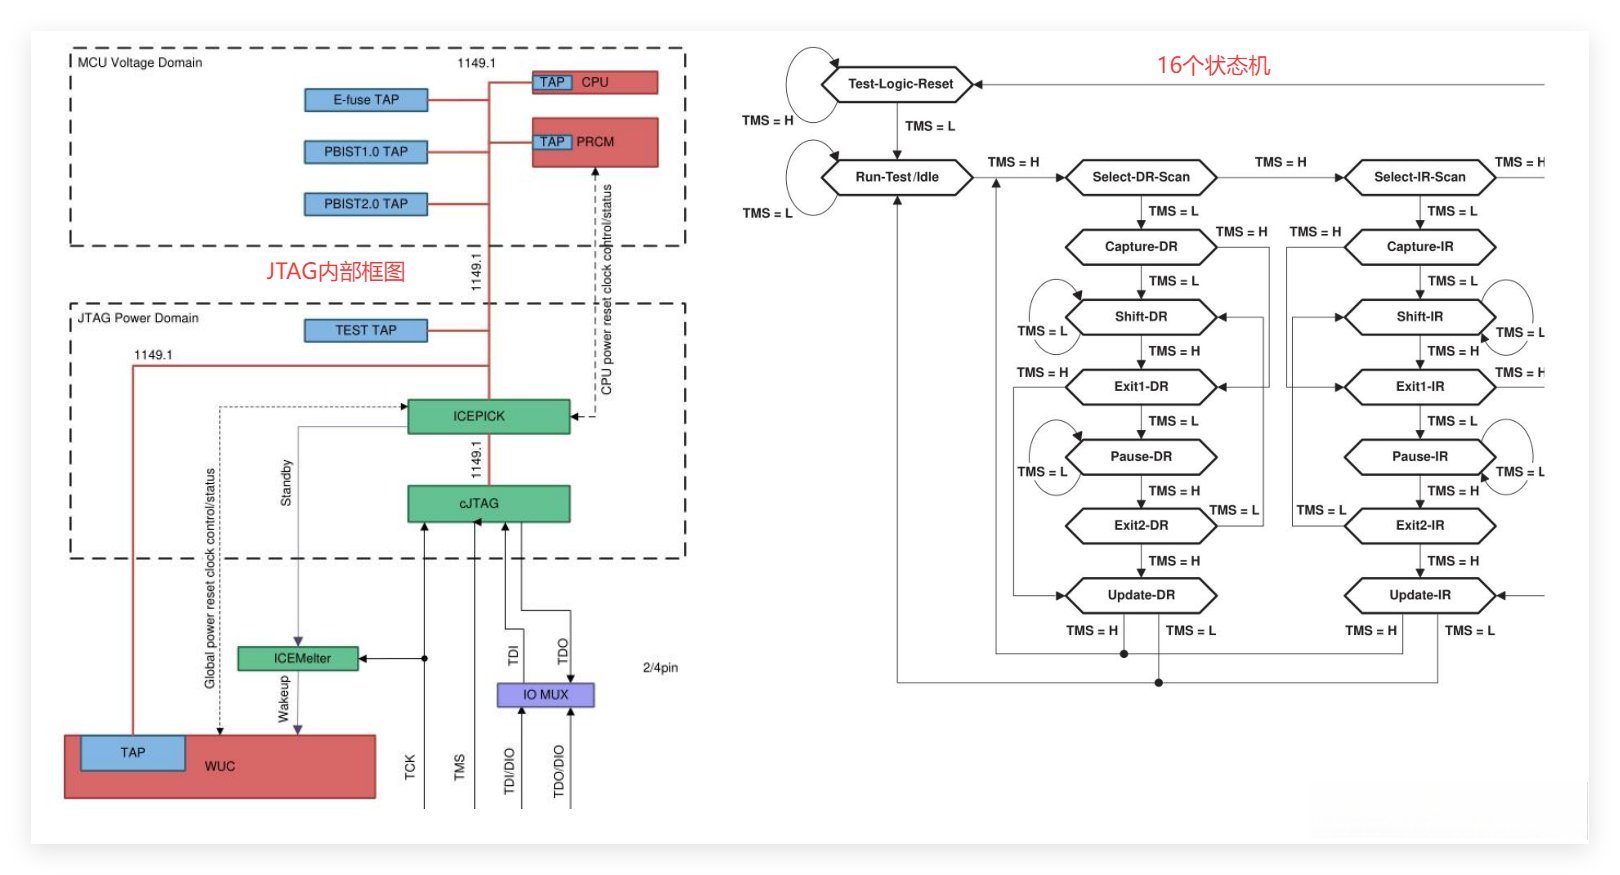 MCU Voltage Domain
1149.1
TAP CPU
E-fuse TAP
TAP PRCM
PBIST1.0 TAP
PBIST2.0 TAP
CPU power reset clock control/status
1149.1
JTAG内部框图
JTAG Power Domain
TEST TAP
1149.1
ICEPICK
1149.1
Standby
Global power reset clock control/status
cJTAG
TDI
TDO
ICEMelter
2/4pin
Wakeup
IO MUX
TAP
WUC
TCK
TMS
TDI/DIO
TDO/DIO
16个状态机
Test-Logic-Reset
TMS = H
TMS = L
Run-Test/Idle
TMS = H
Select-DR-Scan
TMS = H
Select-IR-Scan
TMS = H
TMS = L
TMS = L
TMS = L
Capture-DR
TMS = H
TMS = H
Capture-IR
TMS = L
TMS = L
Shift-DR
Shift-IR
TMS = L
TMS = L
TMS = H
TMS = H
TMS = H
Exit1-DR
Exit1-IR
TMS = H
TMS = L
TMS = L
Pause-DR
Pause-IR
TMS = L
TMS = L
TMS = H
TMS = H
Exit2-DR
TMS = L
TMS = L
Exit2-IR
TMS = H
TMS = H
Update-DR
Update-IR
TMS = H
TMS = L
TMS = H
TMS = L